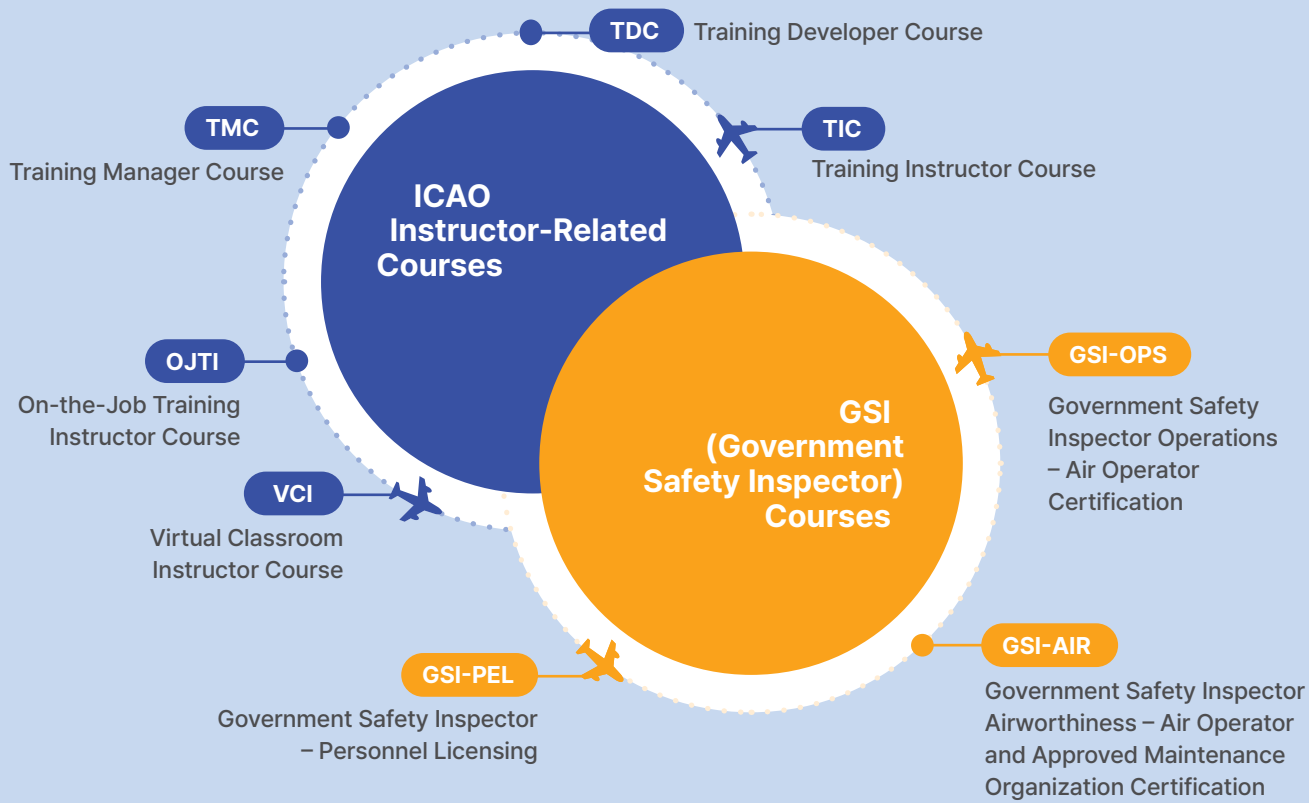 TDC
Training Developer Course
TMC
Training Manager Course
TIC
Training Instructor Course
ICAO
Instructor-Related
Courses
OJTI
On-the-Job Training
Instructor Course
VCI
Virtual Classroom
Instructor Course
GSI
(Government
Safety Inspector)
Courses
GSI-OPS
Government Safety
Inspector Operations
– Air Operator
Certification
GSI-PEL
Government Safety Inspector
– Personnel Licensing
GSI-AIR
Government Safety Inspector
Airworthiness – Air Operator
and Approved Maintenance
Organization Certification